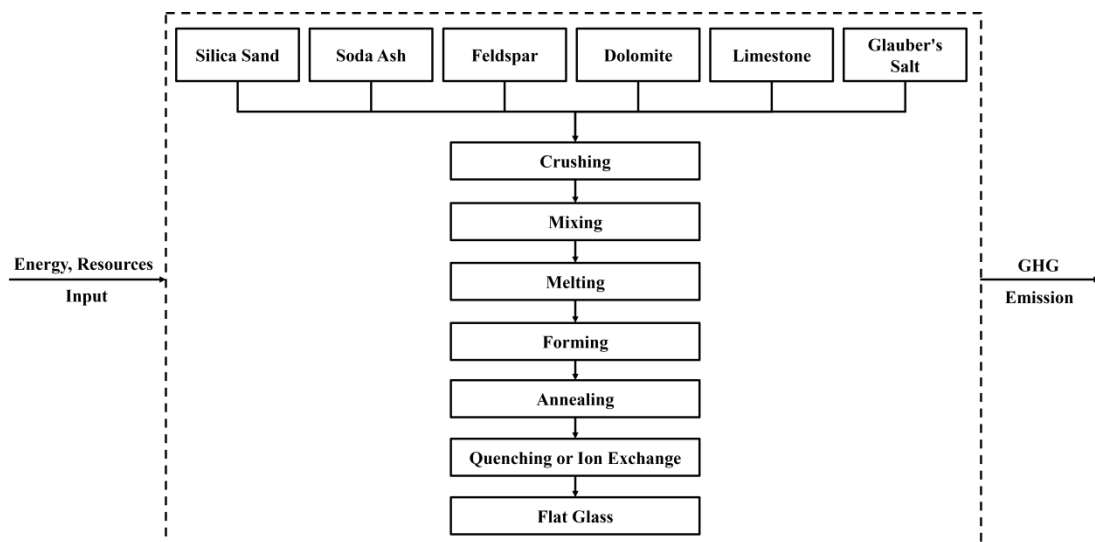 Silica Sand
Soda Ash
Feldspar
Dolomite
Limestone
Glauber's
Salt
Crushing
Mixing
Melting
Forming
Annealing
Quenching or Ion Exchange
Flat Glass
Energy, Resources
Input
GHG
Emission